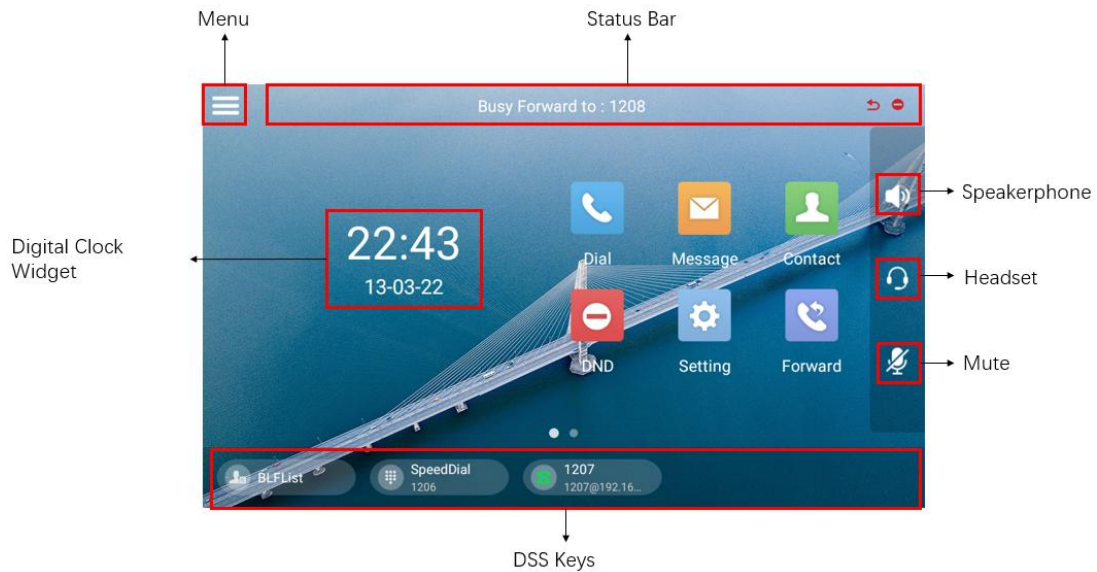 Menu
Status Bar
Busy Forward to : 1208
Speakerphone
Digital Clock
Widget
22:43
13-03-22
Dial
Message
Contact
Headset
DND
Setting
Forward
Mute
BLFList
SpeedDial
1206
1207
1207@192.16...
DSS Keys